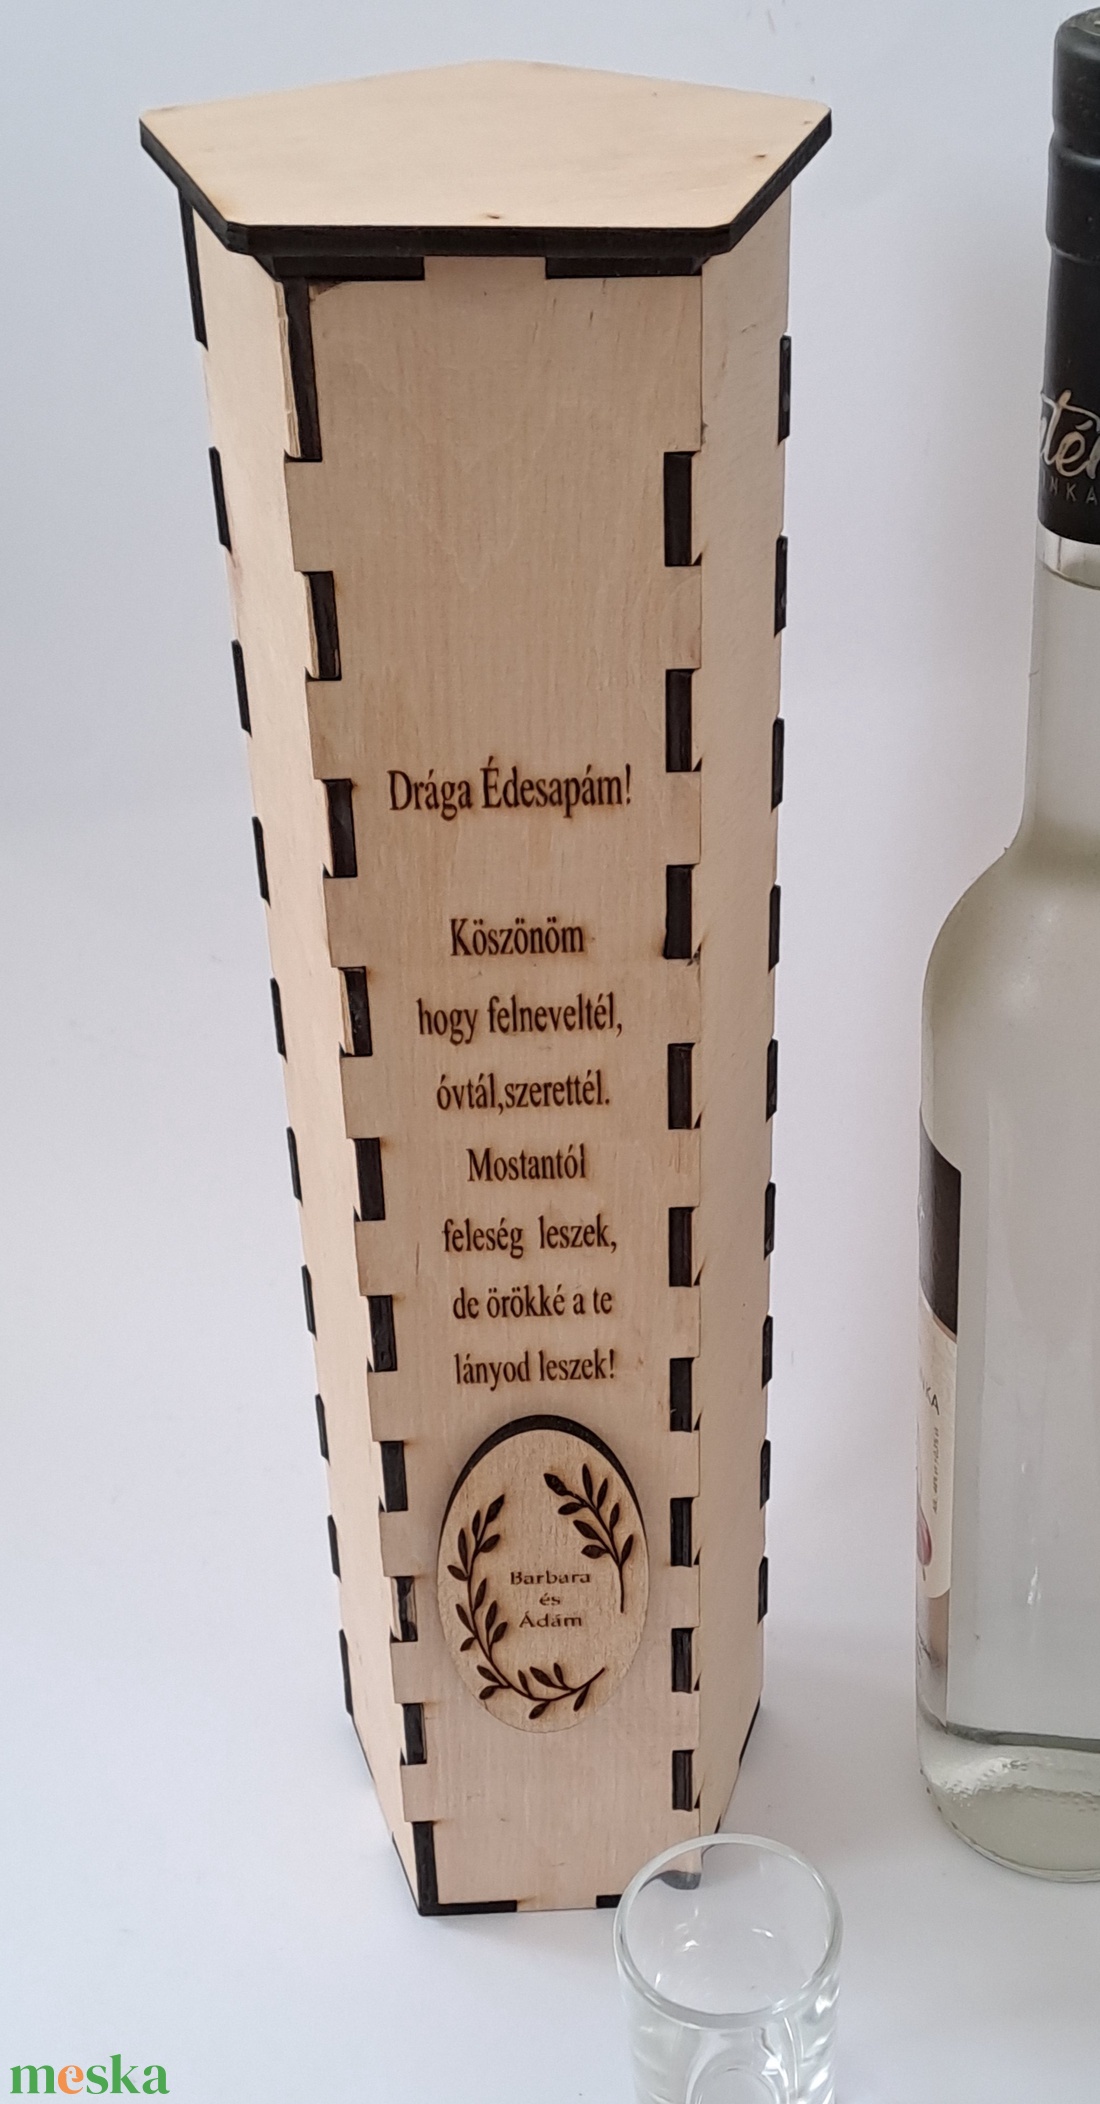 Drága Édesapám!
Köszönöm
hogy felneveltél,
óvtál,szerettél.
Mostantól
feleség leszek,
de örökké a te
lányod leszek!
Barbara
és
Ádám
meska